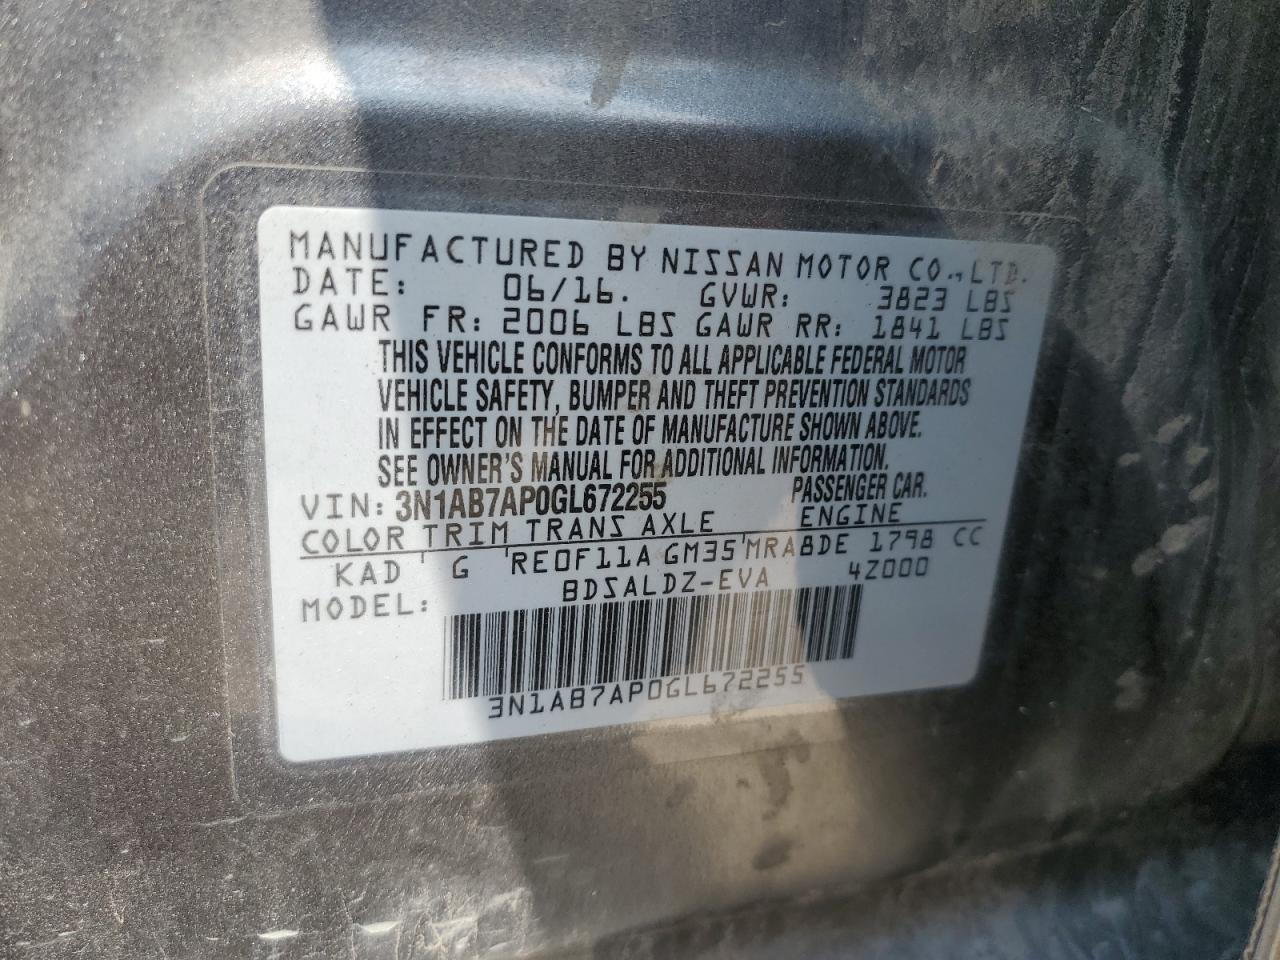 MANUFACTURED BY NISSAN MOTOR CO.,LTD.
DATE: 06/16. GVWR: 3823 LBS
GAWR FR: 2006 LBS GAWR RR: 1841 LBS
THIS VEHICLE CONFORMS TO ALL APPLICABLE FEDERAL MOTOR
VEHICLE SAFETY, BUMPER AND THEFT PREVENTION STANDARDS
IN EFFECT ON THE DATE OF MANUFACTURE SHOWN ABOVE.
SEE OWNER'S MANUAL FOR ADDITIONAL INFORMATION.
VIN: 3N1AB7AP0GL672255 PASSENGER CAR.
COLOR TRIM TRANS AXLE ENGINE
KAD ' G 'RE0F11A GM35'MRA8DE 1798 CC
MODEL: BDSALDZ-EVA 4Z000
3N1AB7AP0GL672255